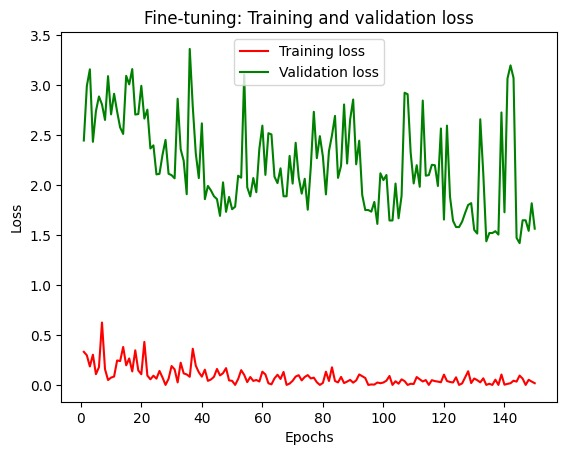 Fine-tuning: Training and validation loss
Training loss
Validation loss
3.5
3.0
2.5
2.0
1.5
1.0
0.5
0.0
Loss
0 20 40 60 80 100 120 140
Epochs